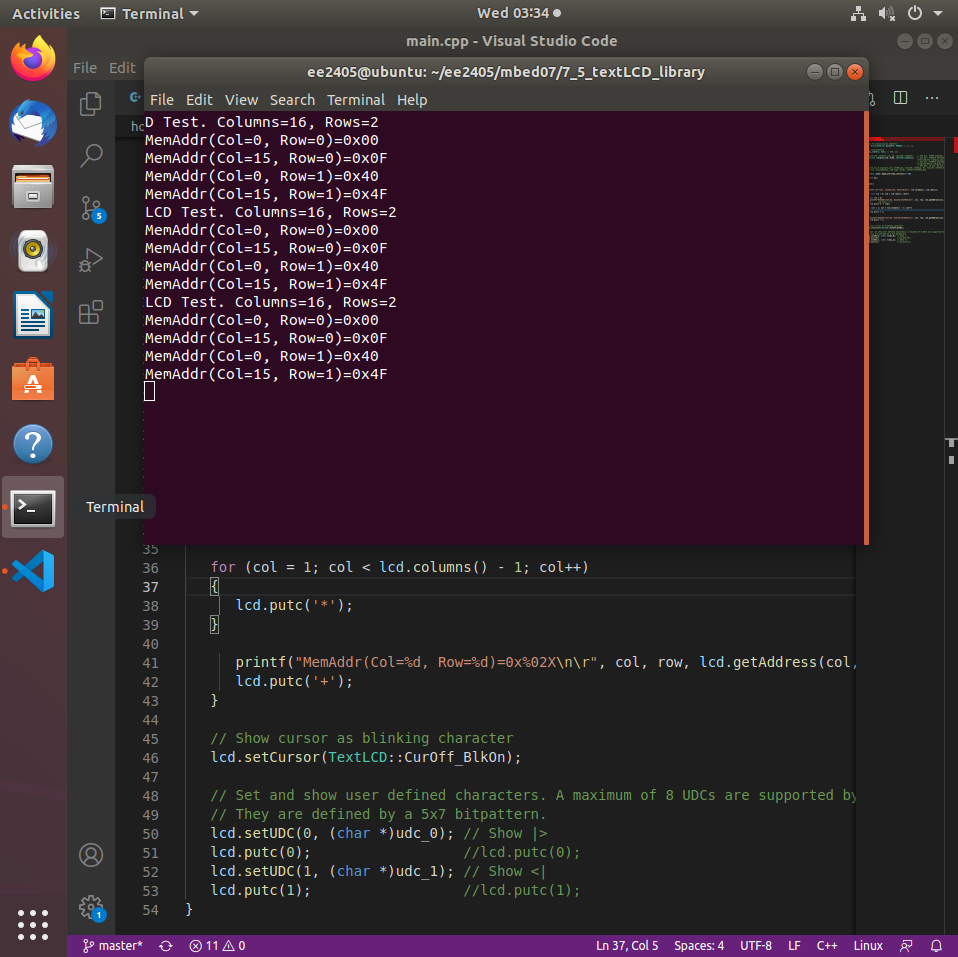 Activities
Terminal
Wed 03:34
main.cpp - Visual Studio Code
File Edit
ee2405@ubuntu: ~/ee2405/mbed07/7_5_textLCD_library
File Edit View Search Terminal Help
D Test. Columns=16, Rows=2
MemAddr(Col=0, Row=0)=0x00
MemAddr(Col=15, Row=0)=0x0F
MemAddr(Col=0, Row=1)=0x40
MemAddr(Col=15, Row=1)=0x4F
LCD Test. Columns=16, Rows=2
MemAddr(Col=0, Row=0)=0x00
MemAddr(Col=15, Row=0)=0x0F
MemAddr(Col=0, Row=1)=0x40
MemAddr(Col=15, Row=1)=0x4F
LCD Test. Columns=16, Rows=2
MemAddr(Col=0, Row=0)=0x00
MemAddr(Col=15, Row=0)=0x0F
MemAddr(Col=0, Row=1)=0x40
MemAddr(Col=15, Row=1)=0x4F
5
Terminal
35
36 for (col = 1; col < lcd.columns() - 1; col++)
37 {
38 lcd.putc('*');
39 }
40
41 printf("MemAddr(Col=%d, Row=%d)=0x%02X\n\r", col, row, lcd.getAddress(col,
42 lcd.putc('+');
43 }
44
45 // Show cursor as blinking character
46 lcd.setCursor(TextLCD::CurOff_BlkOn);
47
48 // Set and show user defined characters. A maximum of 8 UDCs are supported by
49 // They are defined by a 5x7 bitpattern.
50 lcd.setUDC(0, (char *)udc_0); // Show |>
51 lcd.putc(0); //lcd.putc(0);
52 lcd.setUDC(1, (char *)udc_1); // Show <|
53 lcd.putc(1); //lcd.putc(1);
54 }
1
master* 11 0 Ln 37, Col 5 Spaces: 4 UTF-8 LF C++ Linux